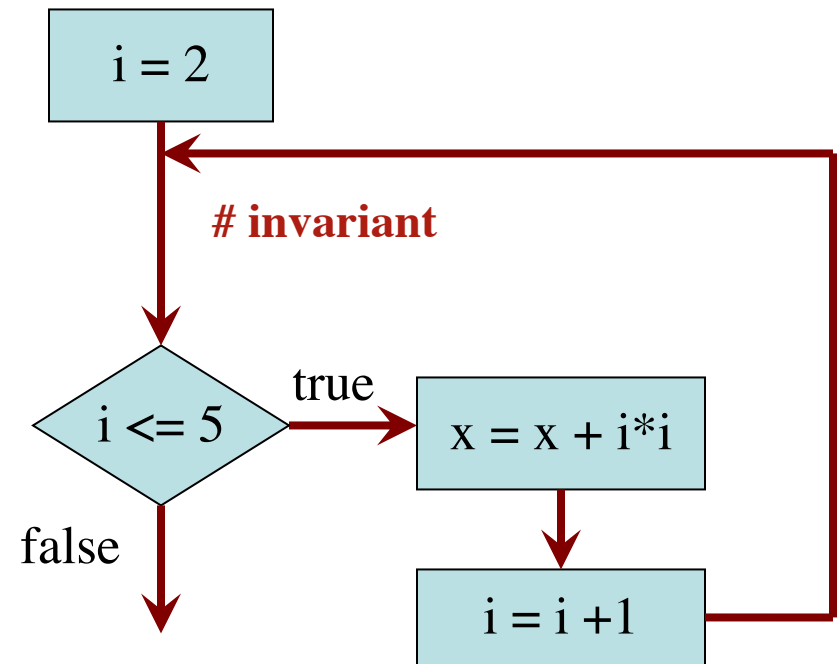 i = 2
# invariant
i <= 5
true
x = x + i*i
false
i = i +1